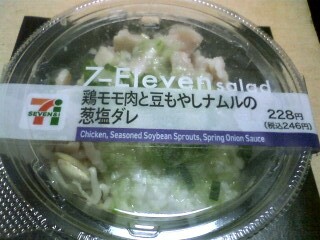 7-Eleven salad
7
SEVEN&i
鶏モモ肉と豆もやしナムルの
葱塩ダレ
228円
(税込246円)
Chicken, Seasoned Soybean Sprouts, Spring Onion Sauce